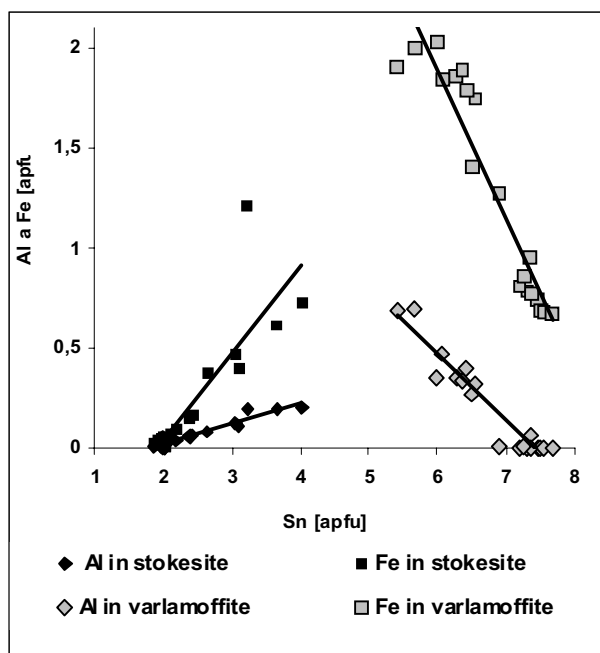 2
1,5
1
0,5
0
Al a Fe [apfu
1 2 3 4 5 6 7 8
Sn [apfu]
Al in stokesite Fe in stokesite
Al in varlamoffite Fe in varlamoffite